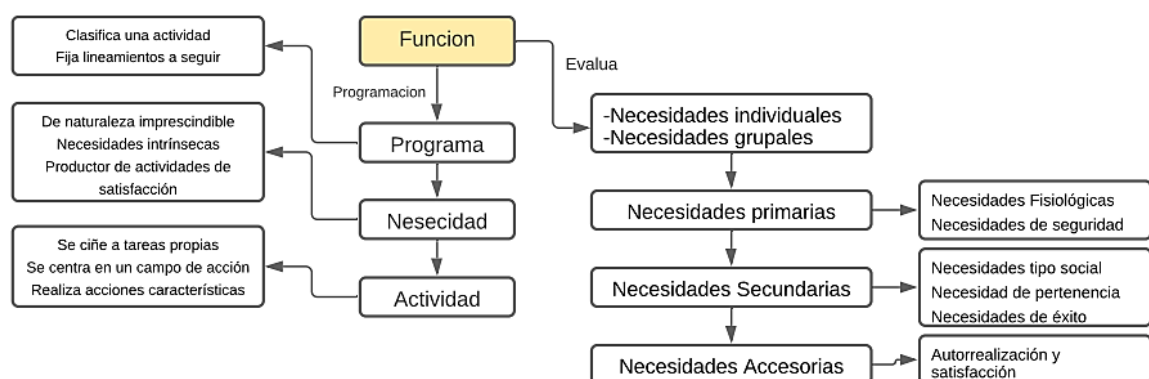 Clasifica una actividad
Fija lineamientos a seguir
Funcion
Evalua
Programacion
-Necesidades individuales
-Necesidades grupales
De naturaleza imprescindible
Necesidades intrínsecas
Productor de actividades de
satisfacción
Programa
Necesidades primarias
Necesidades Fisiológicas
Necesidades de seguridad
Nesecidad
Se ciñe a tareas propias
Se centra en un campo de acción
Realiza acciones características
Actividad
Necesidades Secundarias
Necesidades tipo social
Necesidad de pertenencia
Necesidades de éxito
Necesidades Accesorias
Autorrealización y
satisfacción